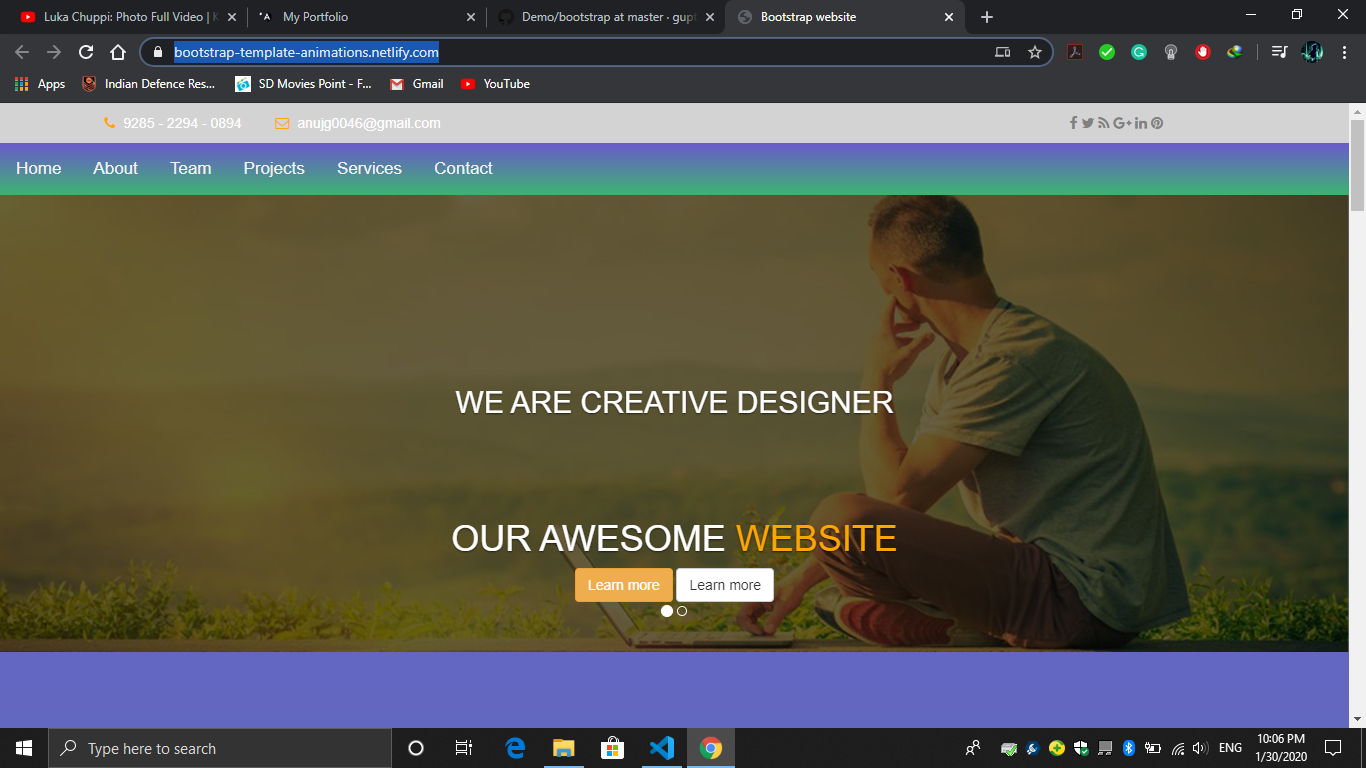 Luka Chuppi: Photo Full Video | K
My Portfolio
Demo/bootstrap at master · gupt
Bootstrap website
bootstrap-template-animations.netlify.com
Apps
Indian Defence Res...
SD Movies Point - F...
Gmail
YouTube
9285 - 2294 - 0894
anujg0046@gmail.com
Home
About
Team
Projects
Services
Contact
WE ARE CREATIVE DESIGNER
OUR AWESOME WEBSITE
Learn more
Learn more
Type here to search
ENG
10:06 PM
1/30/2020